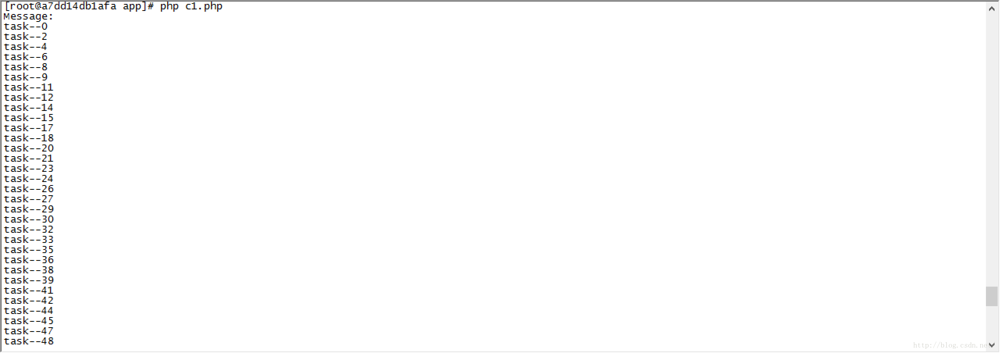 [root@a7dd14db1afa app]# php c1.php
Message:
task--0
task--2
task--4
task--6
task--8
task--9
task--11
task--12
task--14
task--15
task--17
task--18
task--20
task--21
task--23
task--24
task--26
task--27
task--29
task--30
task--32
task--33
task--35
task--36
task--38
task--39
task--41
task--42
task--44
task--45
task--47
task--48
http://blog.csdn.ne